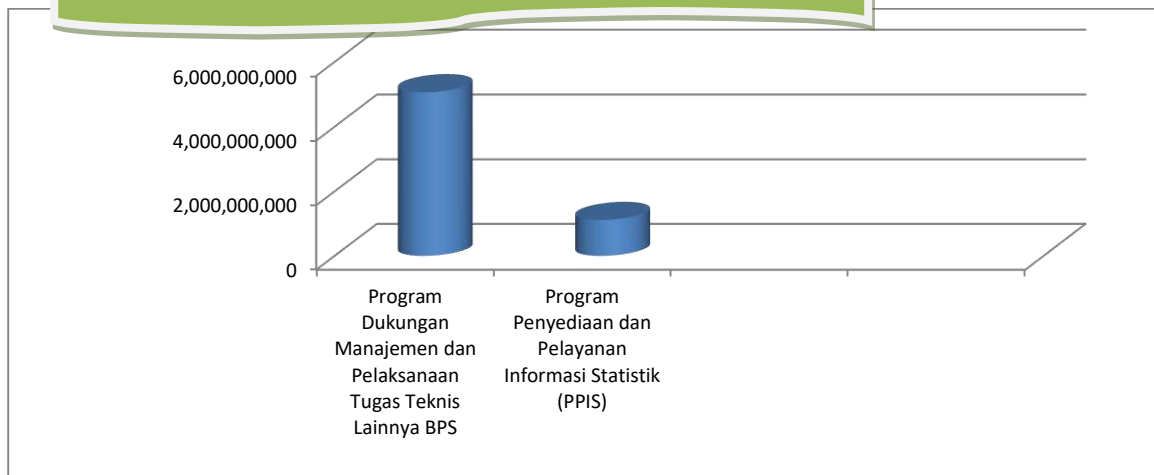 6,000,000,000
4,000,000,000
2,000,000,000
0
Program
Dukungan
Manajemen dan
Pelaksanaan
Tugas Teknis
Lainnya BPS
Program
Penyediaan dan
Pelayanan
Informasi Statistik
(PPIS)